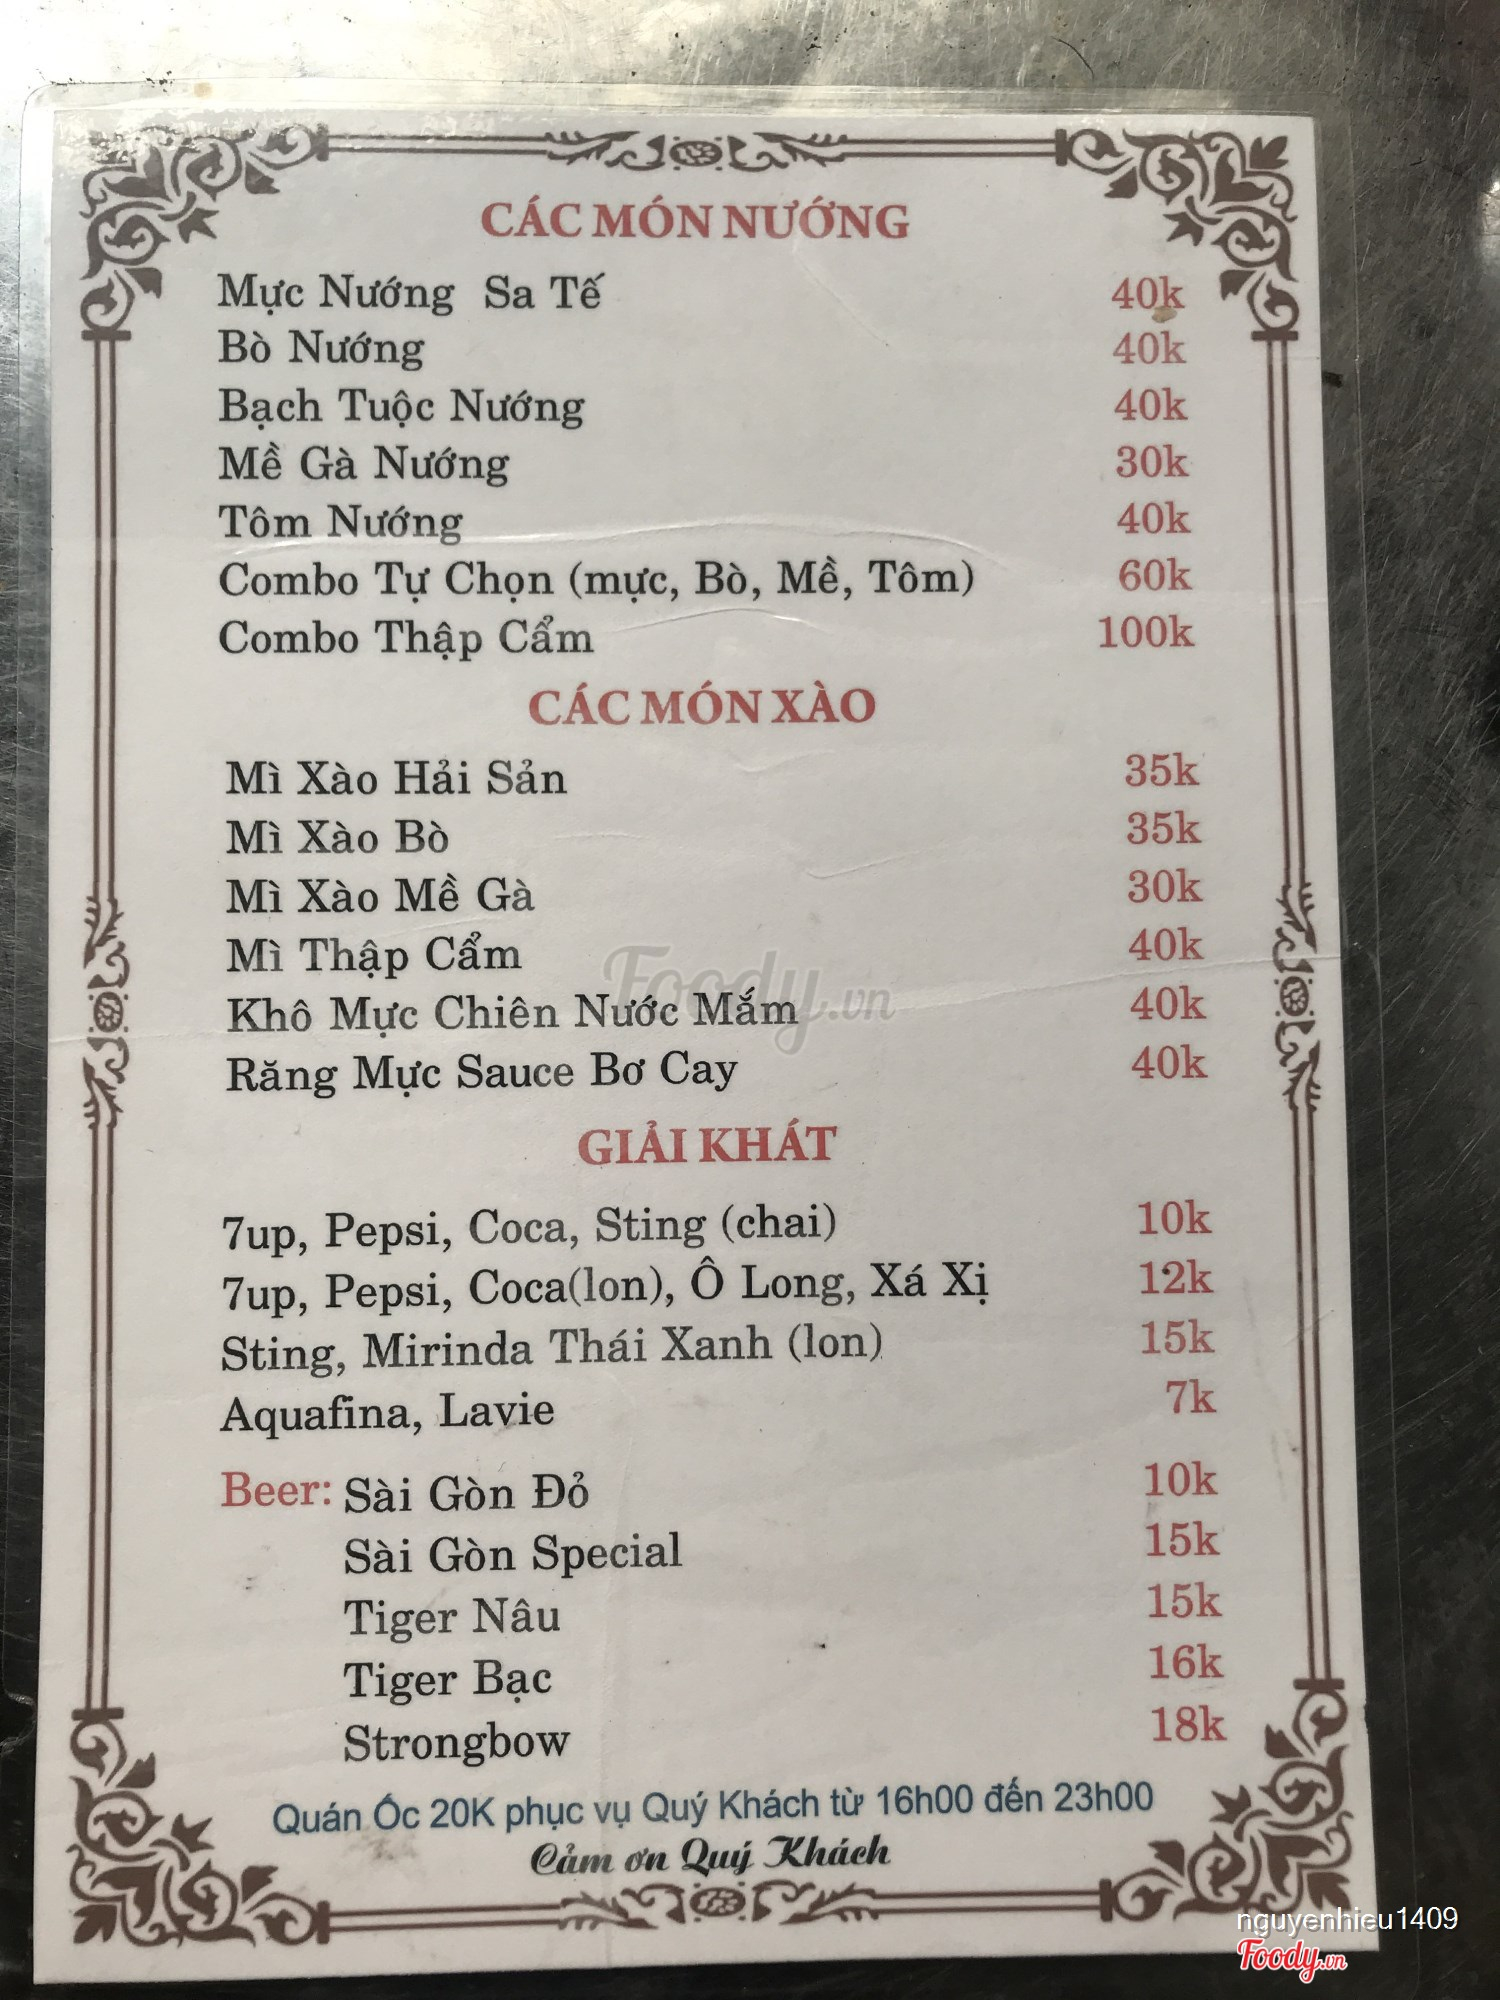 CÁC MÓN NƯỚNG
Mực Nướng Sa Tế 40k
Bò Nướng 40k
Bạch Tuộc Nướng 40k
Mề Gà Nướng 30k
Tôm Nướng 40k
Combo Tự Chọn (mực, Bò, Mề, Tôm) 60k
Combo Thập Cẩm 100k
CÁC MÓN XÀO
Mì Xào Hải Sản 35k
Mì Xào Bò 35k
Mì Xào Mề Gà 30k
Mì Thập Cẩm 40k
Foody.vn
Khô Mực Chiên Nước Mắm 40k
Răng Mực Sauce Bơ Cay 40k
GIẢI KHÁT
7up, Pepsi, Coca, Sting (chai) 10k
7up, Pepsi, Coca(lon), Ô Long, Xá Xị 12k
Sting, Mirinda Thái Xanh (lon) 15k
Aquafina, Lavie 7k
Beer: Sài Gòn Đỏ 10k
Sài Gòn Special 15k
Tiger Nâu 15k
Tiger Bạc 16k
Strongbow 18k
Quán Ốc 20K phục vụ Quý Khách từ 16h00 đến 23h00
Cảm ơn Quý Khách
nguyenhieu1409
Foody.vn